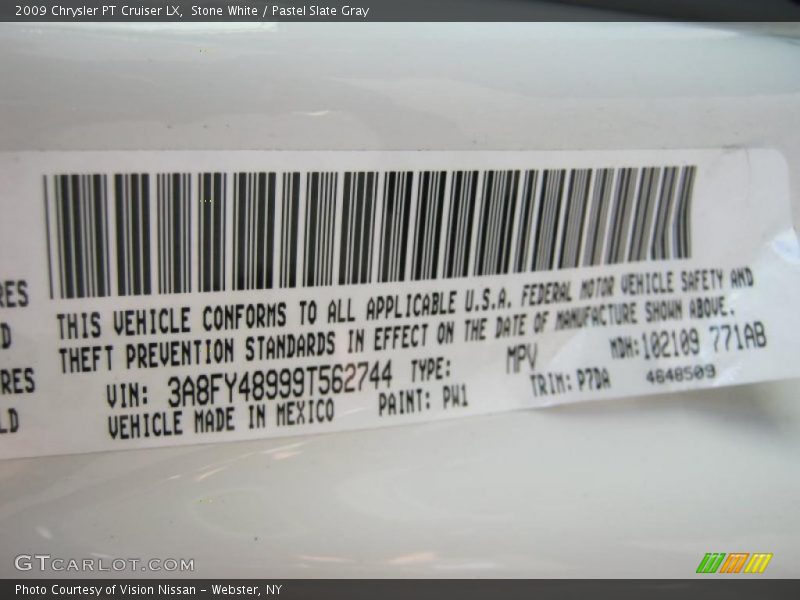 2009 Chrysler PT Cruiser LX, Stone White / Pastel Slate Gray
RES
D
RES
LD
THIS VEHICLE CONFORMS TO ALL APPLICABLE U.S.A. FEDERAL MOTOR VEHICLE SAFETY AND
THEFT PREVENTION STANDARDS IN EFFECT ON THE DATE OF MANUFACTURE SHOWN ABOVE.
VIN: 3A8FY48999T562744 TYPE: MPV MDH:102109 771AB
VEHICLE MADE IN MEXICO PAINT: PW1 TRIM: P7DA 4648509
GTCARLOT.COM
Photo Courtesy of Vision Nissan - Webster, NY